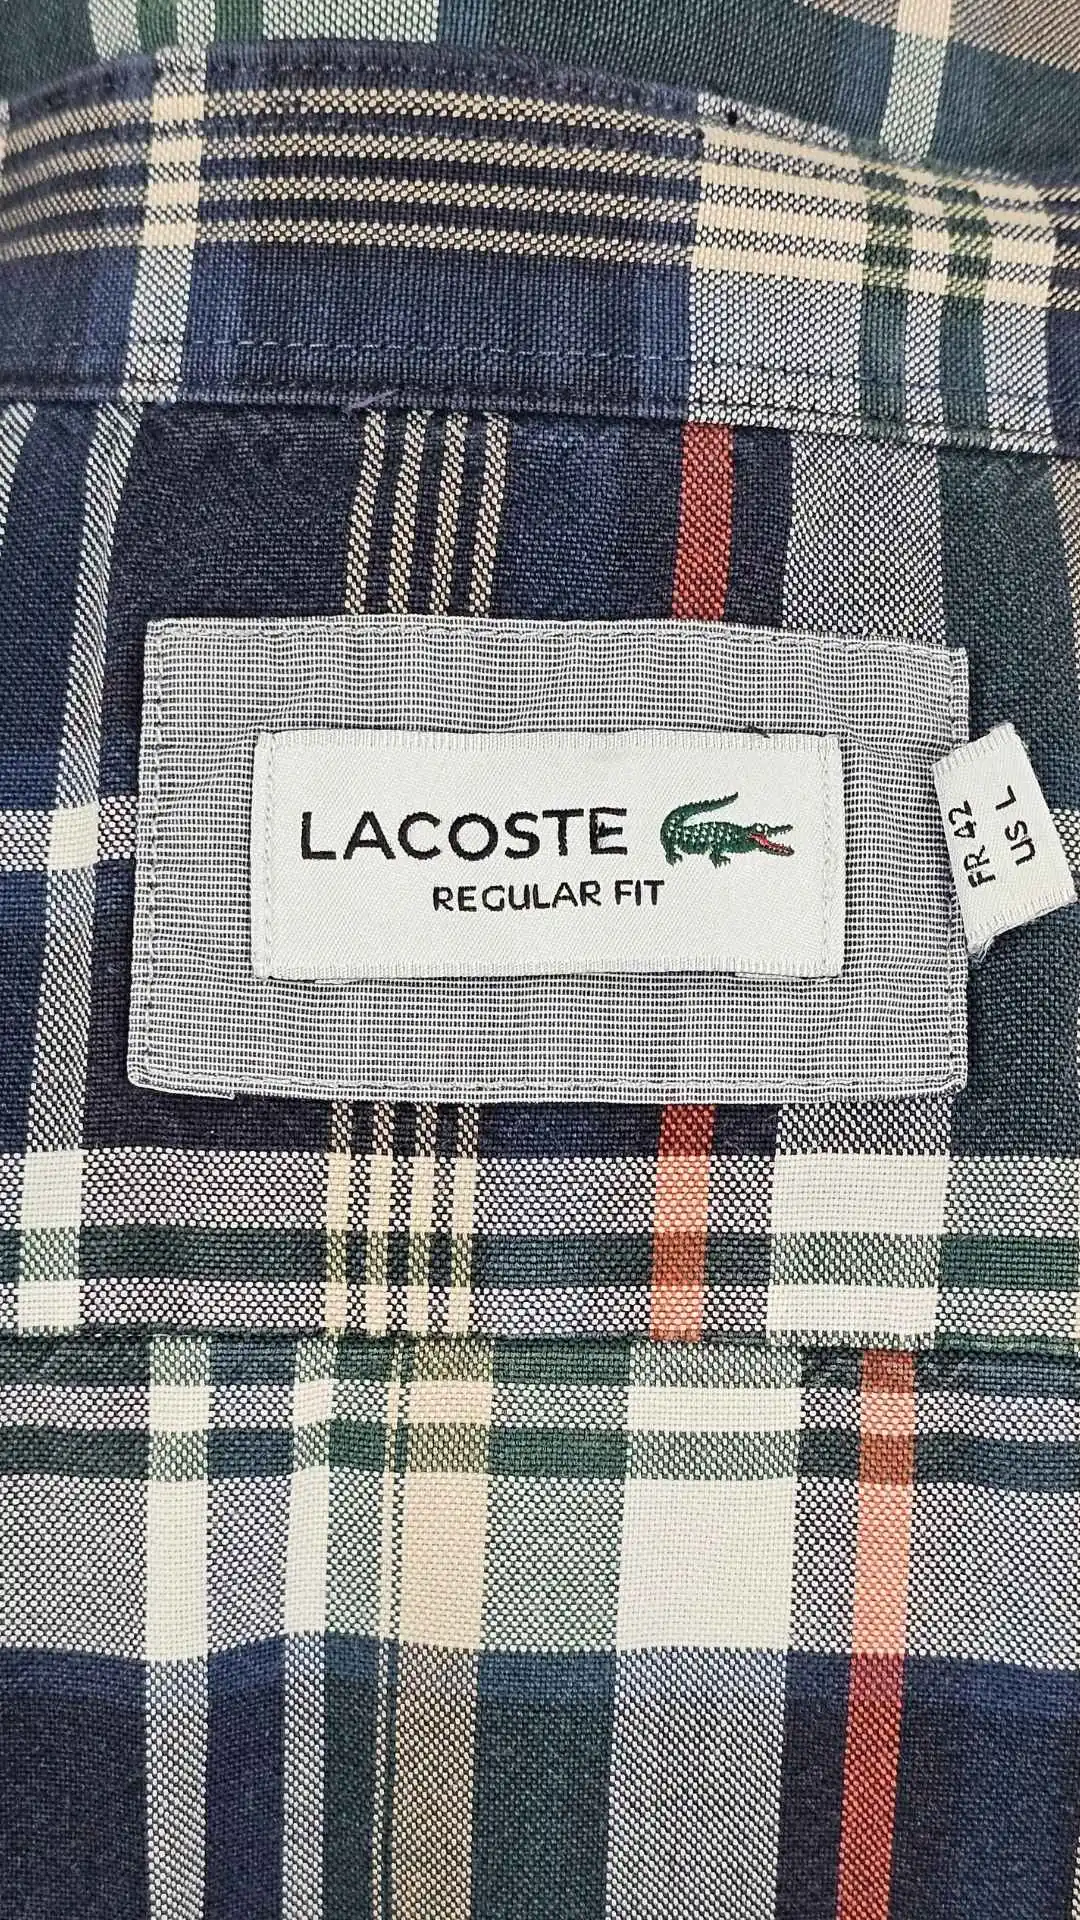 LACOSTE
REGULAR FIT
FR 42
US L